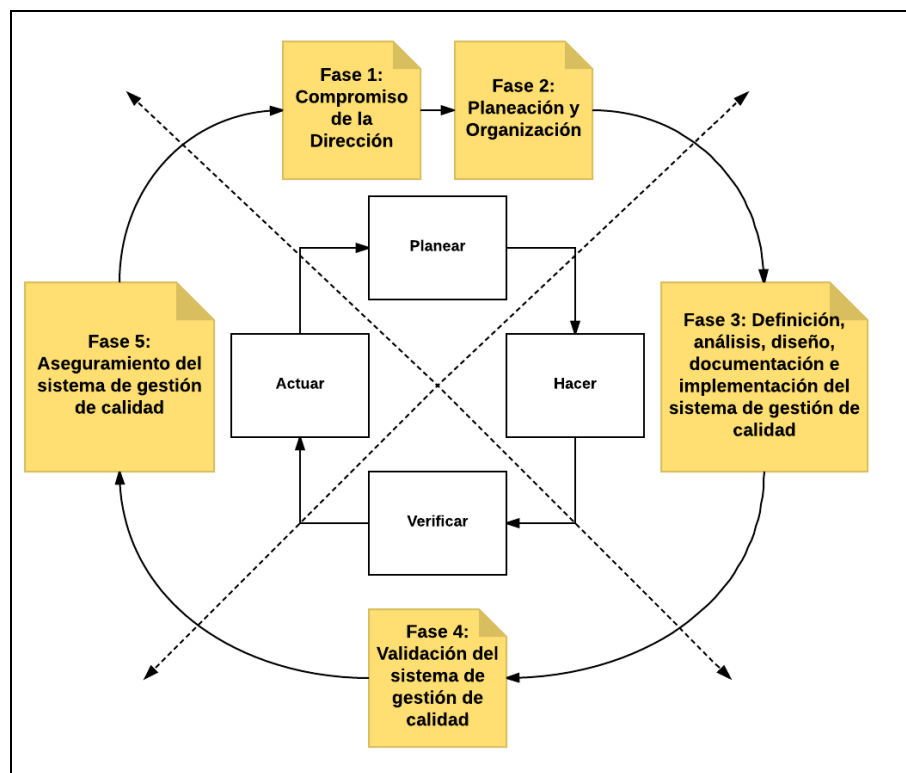 Fase 1:
Compromiso
de la
Dirección
Fase 2:
Planeación y
Organización
Planear
Fase 3: Definición,
análisis, diseño,
documentación e
implementación del
sistema de gestión de
calidad
Hacer
Verificar
Fase 4:
Validación del
sistema de
gestión de
calidad
Fase 5:
Aseguramiento del
sistema de gestión
de calidad
Actuar